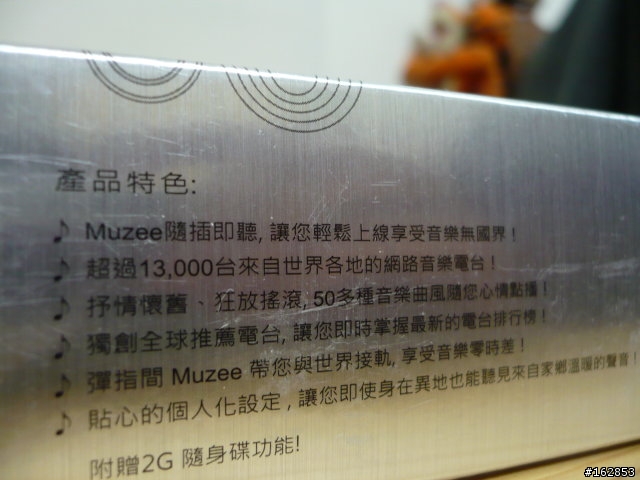 產品特色:
♪ Muzee隨插即聽, 讓您輕鬆上線享受音樂無國界!
♪ 超過13,000台來自世界各地的網路音樂電台!
♪ 抒情懷舊、狂放搖滾, 50多種音樂曲風隨您心情點播!
♪ 獨創全球推薦電台, 讓您即時掌握最新的電台排行榜!
♪ 彈指間 Muzee 帶您與世界接軌, 享受音樂零時差!
♪ 貼心的個人化設定, 讓您即使身在異地也能聽見來自家鄉溫暖的聲音!
附贈2G 隨身碟功能!
#162853